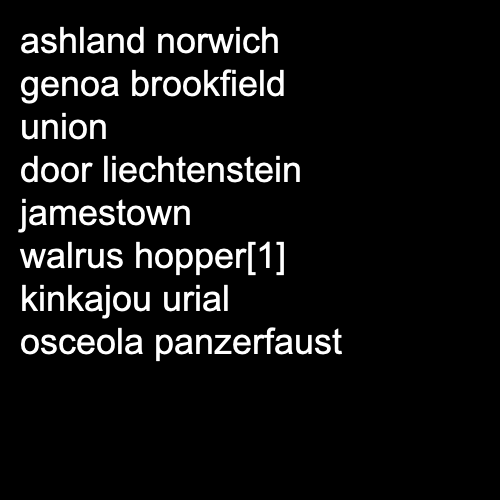 ashland norwich
genoa brookfield
union
door liechtenstein
jamestown
walrus hopper[1]
kinkajou urial
osceola panzerfaust